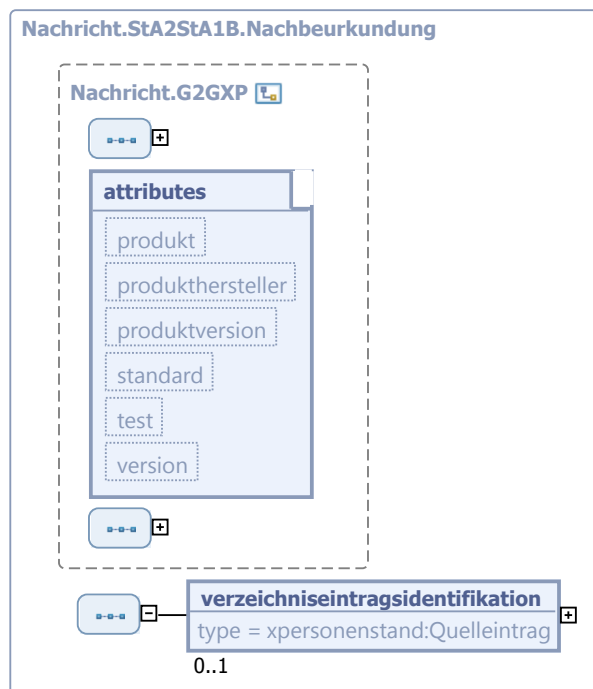 Nachricht.StA2StA1B.Nachbeurkundung
Nachricht.G2GXP
attributes
produkt
produkthersteller
produktversion
standard
test
version
verzeichniseintragsidentifikation
type = xpersonenstand:Quelleintrag
0..1